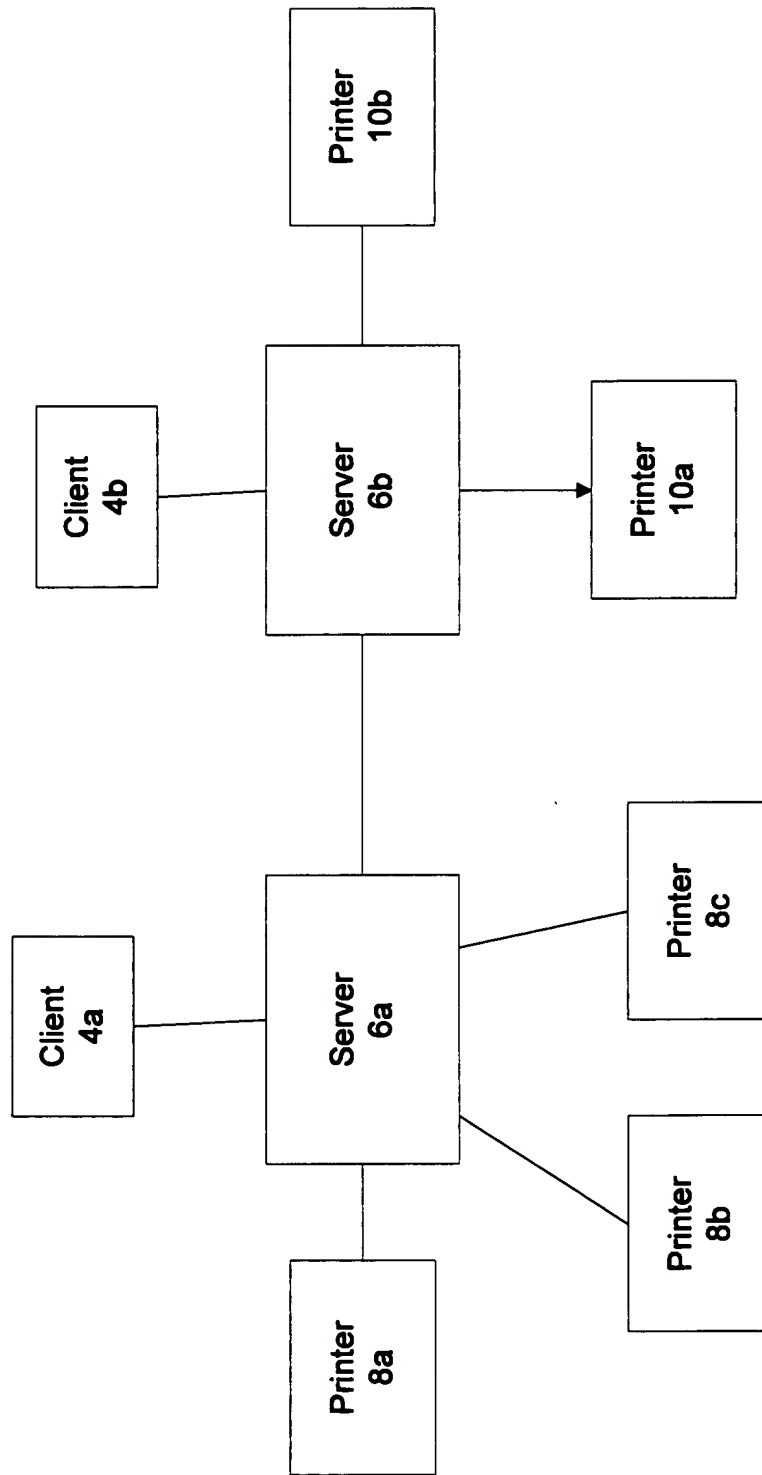 Client
4a
Client
4b
Printer
8a
Server
6a
Server
6b
Printer
10b
Printer
8b
Printer
8c
Printer
10a